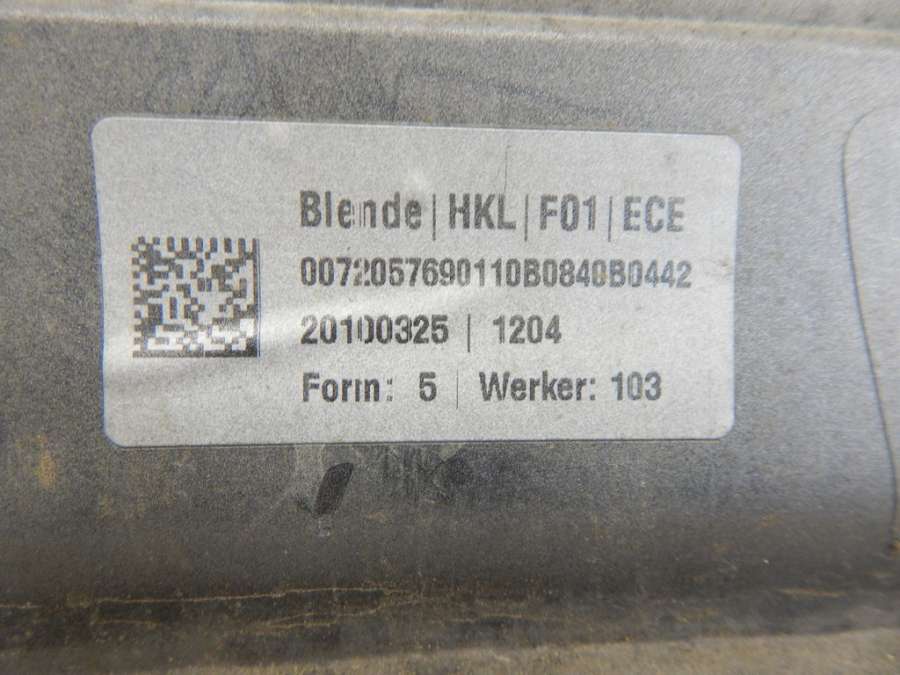 Blende | HKL | F01 | ECE
0072057690110B0840B0442
20100325 | 1204
Form: 5 | Werker: 103